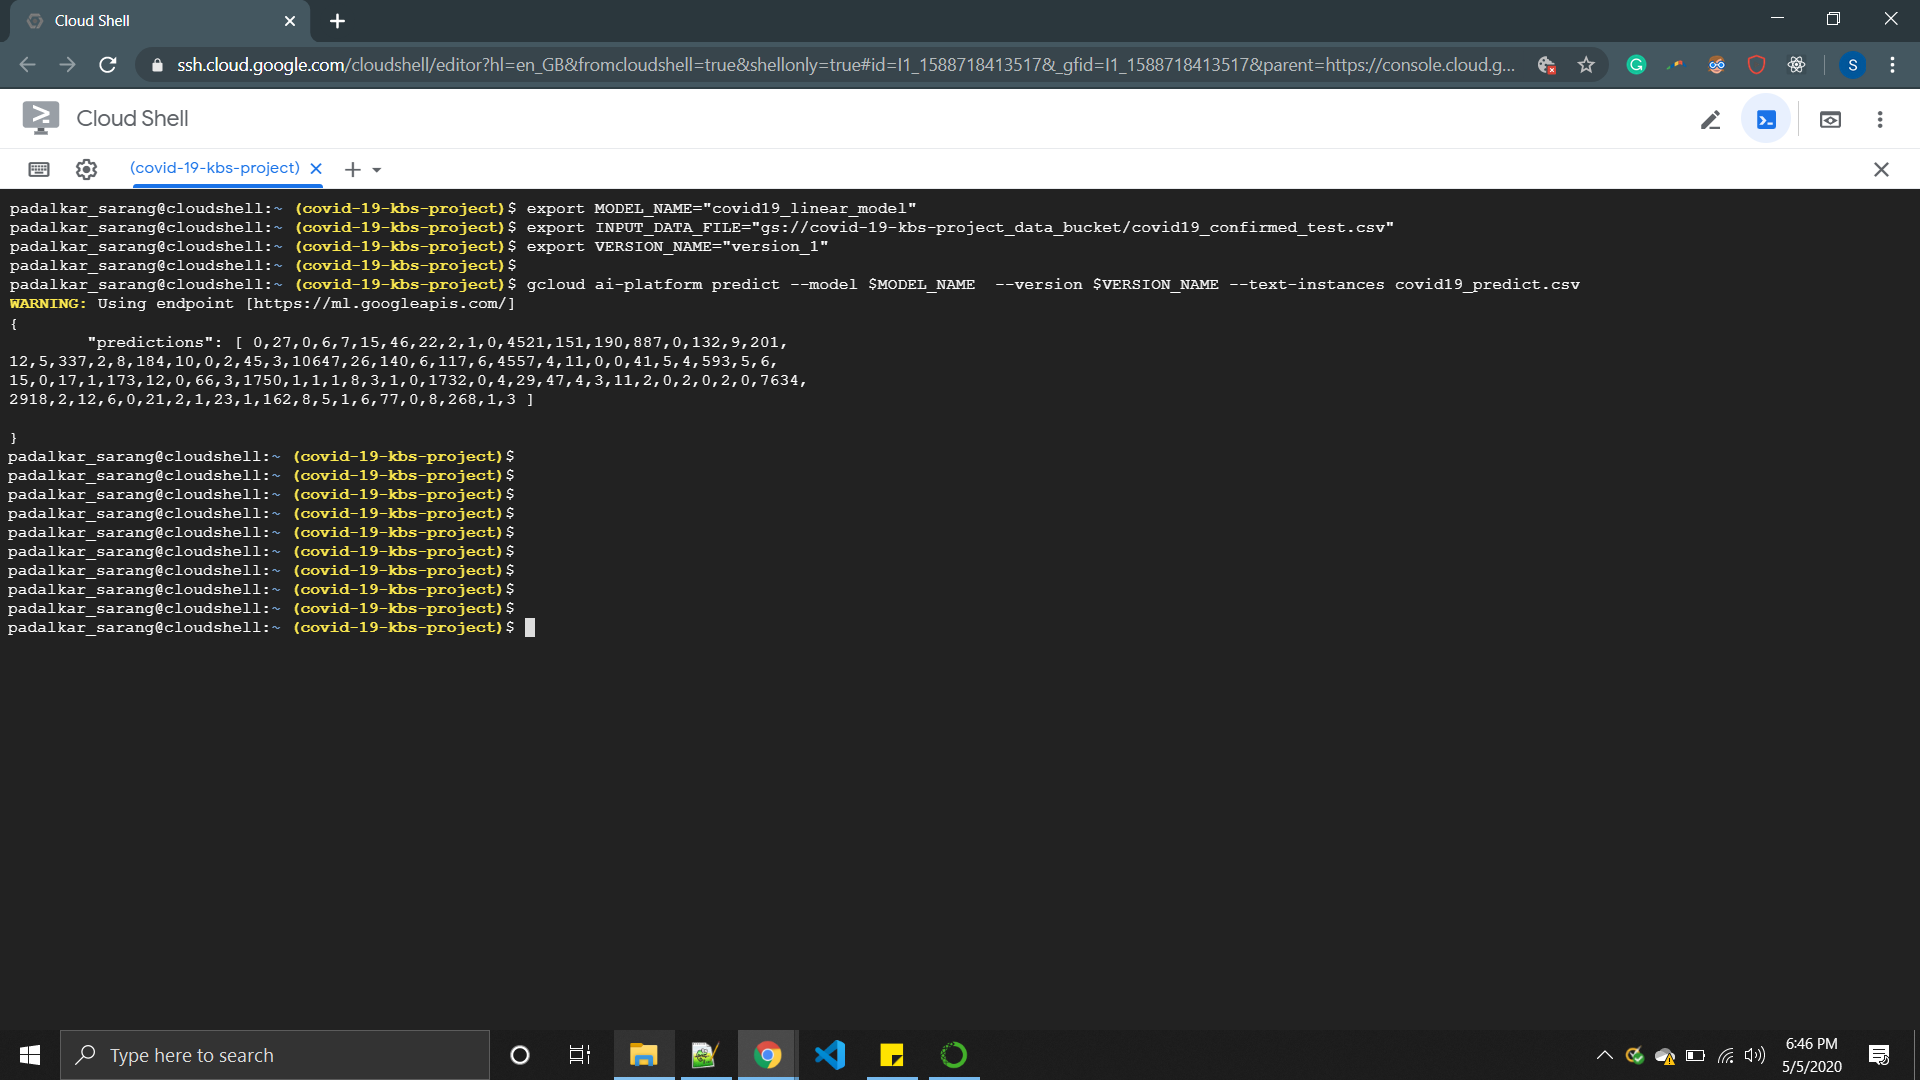 Cloud Shell
ssh.cloud.google.com/cloudshell/editor?hl=en_GB&fromcloudshell=true&shellonly=true#id=I1_1588718413517&_gfid=I1_1588718413517&parent=https://console.cloud.g...
S
Cloud Shell
(covid-19-kbs-project)
padalkar_sarang@cloudshell:~ (covid-19-kbs-project)$ export MODEL_NAME="covid19_linear_model"
padalkar_sarang@cloudshell:~ (covid-19-kbs-project)$ export INPUT_DATA_FILE="gs://covid-19-kbs-project_data_bucket/covid19_confirmed_test.csv"
padalkar_sarang@cloudshell:~ (covid-19-kbs-project)$ export VERSION_NAME="version_1"
padalkar_sarang@cloudshell:~ (covid-19-kbs-project)$
padalkar_sarang@cloudshell:~ (covid-19-kbs-project)$ gcloud ai-platform predict --model $MODEL_NAME  --version $VERSION_NAME --text-instances covid19_predict.csv
WARNING: Using endpoint [https://ml.googleapis.com/]
{
"predictions": [ 0,27,0,6,7,15,46,22,2,1,0,4521,151,190,887,0,132,9,201,
12,5,337,2,8,184,10,0,2,45,3,10647,26,140,6,117,6,4557,4,11,0,0,41,5,4,593,5,6,
15,0,17,1,173,12,0,66,3,1750,1,1,1,8,3,1,0,1732,0,4,29,47,4,3,11,2,0,2,0,2,0,7634,
2918,2,12,6,0,21,2,1,23,1,162,8,5,1,6,77,0,8,268,1,3 ]
}
padalkar_sarang@cloudshell:~ (covid-19-kbs-project)$
padalkar_sarang@cloudshell:~ (covid-19-kbs-project)$
padalkar_sarang@cloudshell:~ (covid-19-kbs-project)$
padalkar_sarang@cloudshell:~ (covid-19-kbs-project)$
padalkar_sarang@cloudshell:~ (covid-19-kbs-project)$
padalkar_sarang@cloudshell:~ (covid-19-kbs-project)$
padalkar_sarang@cloudshell:~ (covid-19-kbs-project)$
padalkar_sarang@cloudshell:~ (covid-19-kbs-project)$
padalkar_sarang@cloudshell:~ (covid-19-kbs-project)$
padalkar_sarang@cloudshell:~ (covid-19-kbs-project)$
Type here to search
6:46 PM
5/5/2020